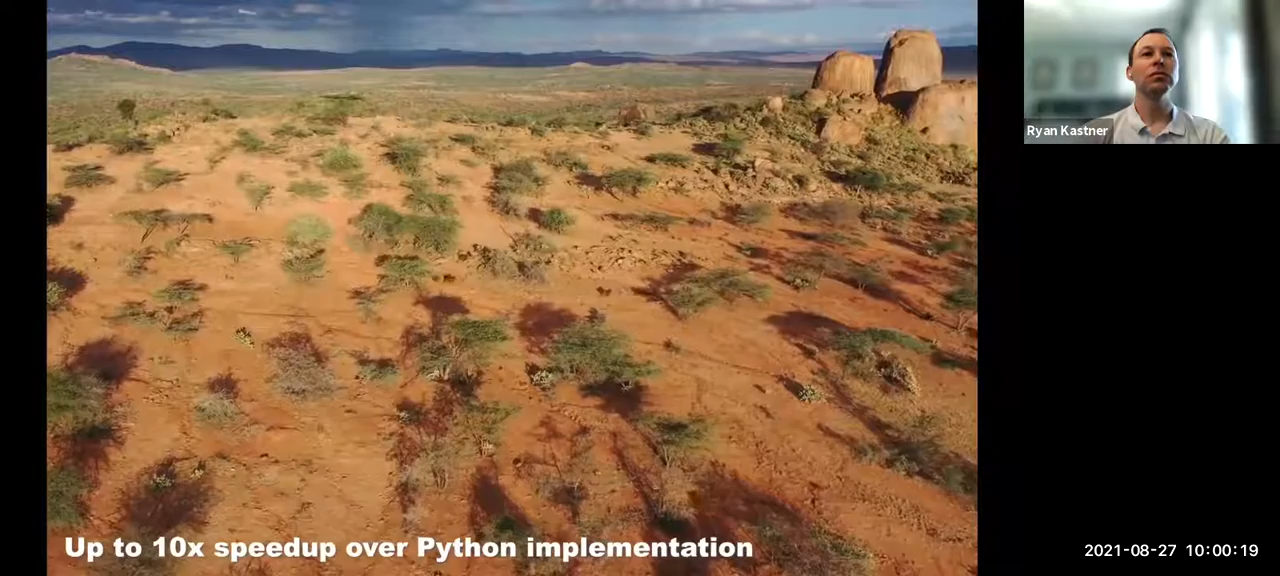 Ryan Kastner
Up to 10x speedup over Python implementation
2021-08-27 10:00:19